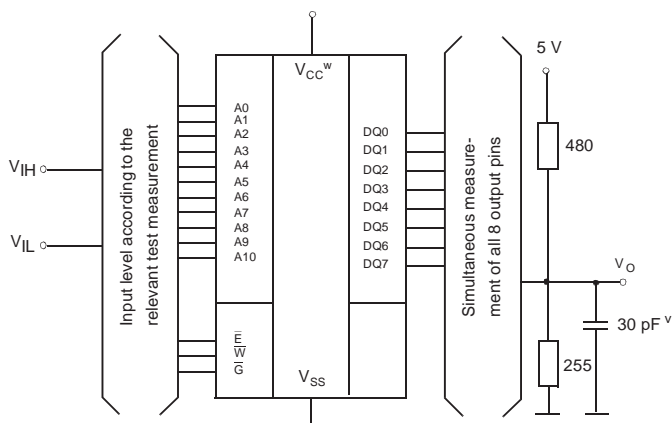 5 V
V_CC^w
Input level according to the
relevant test measurement
A0
A1
A2
A3
A4
A5
A6
A7
A8
A9
A10
DQ0
DQ1
DQ2
DQ3
DQ4
DQ5
DQ6
DQ7
Simultaneous measure-
ment of all 8 output pins
480
V_IH
V_IL
V_O
E̅
W̅
G̅
V_SS
30 pF^v
255